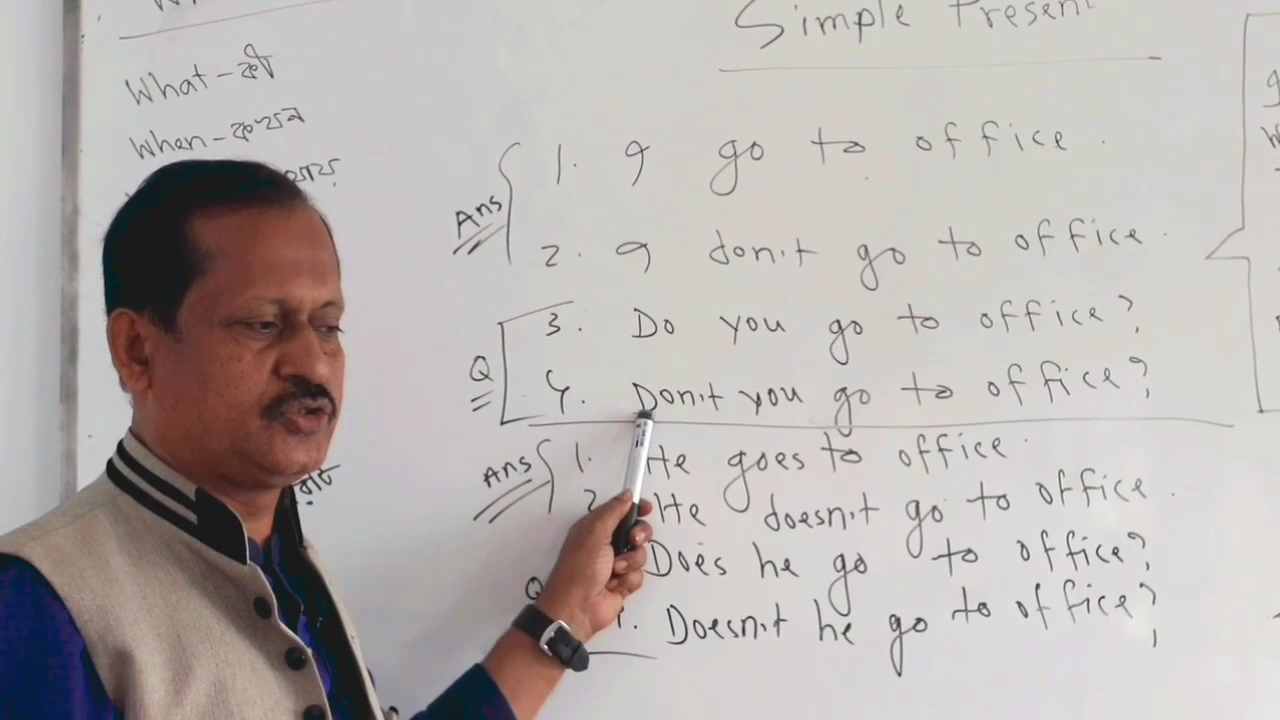 Simple Present
What - কী
When - কখন
Ans
1. I go to office.
2. I don't go to office.
Q
3. Do you go to office?
4. Don't you go to office?
Ans
1. He goes to office.
2. He doesn't go to office.
Q
Does he go to office?
4. Doesn't he go to office?